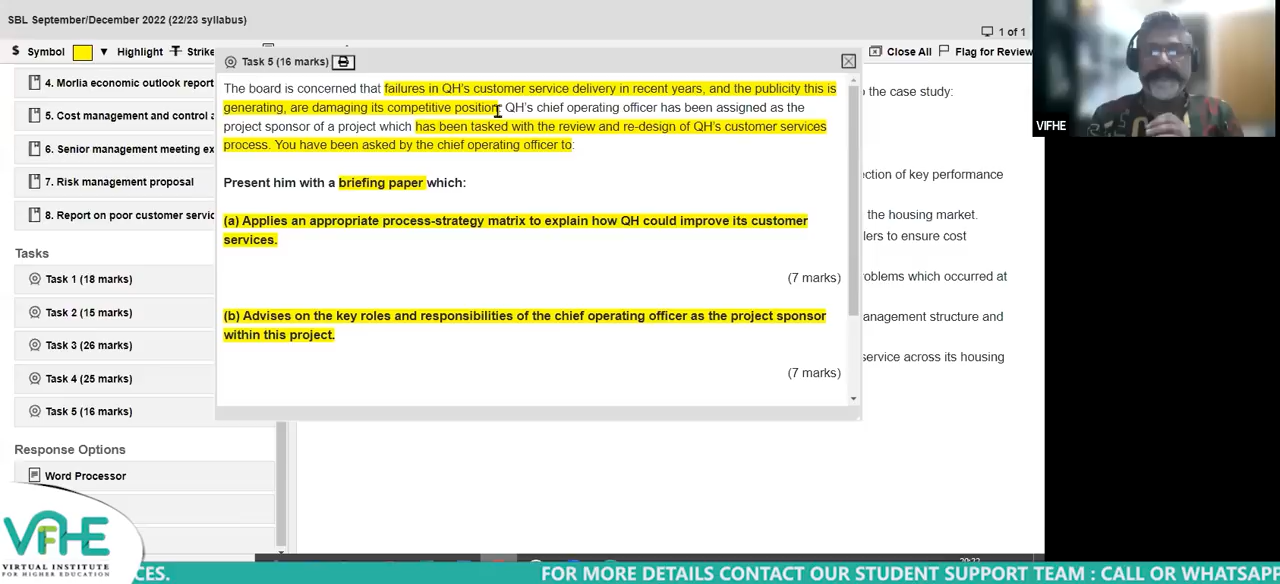 SBL September/December 2022 (22/23 syllabus)
1 of 1
$ Symbol ▼ Highlight T Strike
Close All Flag for Review
4. Morlia economic outlook report
5. Cost management and control a
6. Senior management meeting ex
7. Risk management proposal
8. Report on poor customer servic
Tasks
Task 1 (18 marks)
Task 2 (15 marks)
Task 3 (26 marks)
Task 4 (25 marks)
Task 5 (16 marks)
Response Options
Word Processor
Task 5 (16 marks)
The board is concerned that failures in QH's customer service delivery in recent years, and the publicity this is
generating, are damaging its competitive position. QH's chief operating officer has been assigned as the
project sponsor of a project which has been tasked with the review and re-design of QH's customer services
process. You have been asked by the chief operating officer to:
Present him with a briefing paper which:
(a) Applies an appropriate process-strategy matrix to explain how QH could improve its customer
services.
(7 marks)
(b) Advises on the key roles and responsibilities of the chief operating officer as the project sponsor
within this project.
(7 marks)
o the case study:
ection of key performance
the housing market.
lers to ensure cost
oblems which occurred at
anagement structure and
service across its housing
VIFHE
VIFHE
VIRTUAL INSTITUTE
FOR HIGHER EDUCATION
CES.
FOR MORE DETAILS CONTACT OUR STUDENT SUPPORT TEAM : CALL OR WHATSAPP